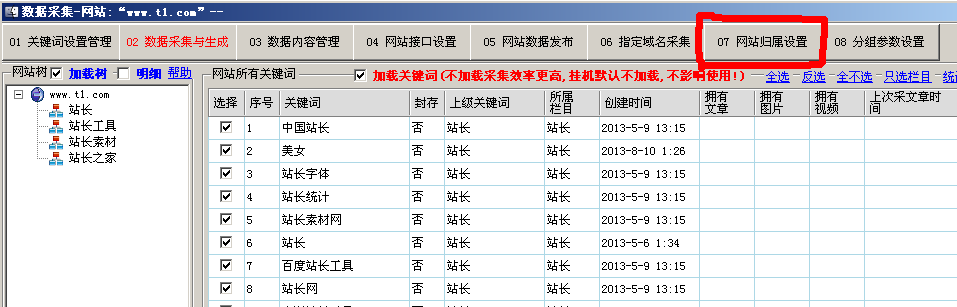 数据采集-网站:“www.t1.com”--
01 关键词设置管理 02 数据采集与生成 03 数据内容管理 04 网站接口设置 05 网站数据发布 06 指定域名采集 07 网站归属设置 08 分组参数设置
网站树 加载树 明细 帮助
www.t1.com
站长
站长工具
站长素材
站长之家
网站所有关键词 加载关键词(不加载采集效率更高,挂机默认不加载,不影响使用!) 全选 反选 全不选 只选栏目
选择 序号 关键词 封存 上级关键词 所属栏目 创建时间 拥有文章 拥有图片 拥有视频 上次采文章时间
1 中国站长 否 站长 站长 2013-5-9 13:15
2 美女 否 站长 站长 2013-8-10 1:26
3 站长字体 否 站长 站长 2013-5-9 13:15
4 站长统计 否 站长 站长 2013-5-9 13:15
5 站长素材网 否 站长 站长 2013-5-9 13:15
6 站长 否 站长 站长 2013-5-6 1:34
7 百度站长工具 否 站长 站长 2013-5-9 13:15
8 站长网 否 站长 站长 2013-5-9 13:15